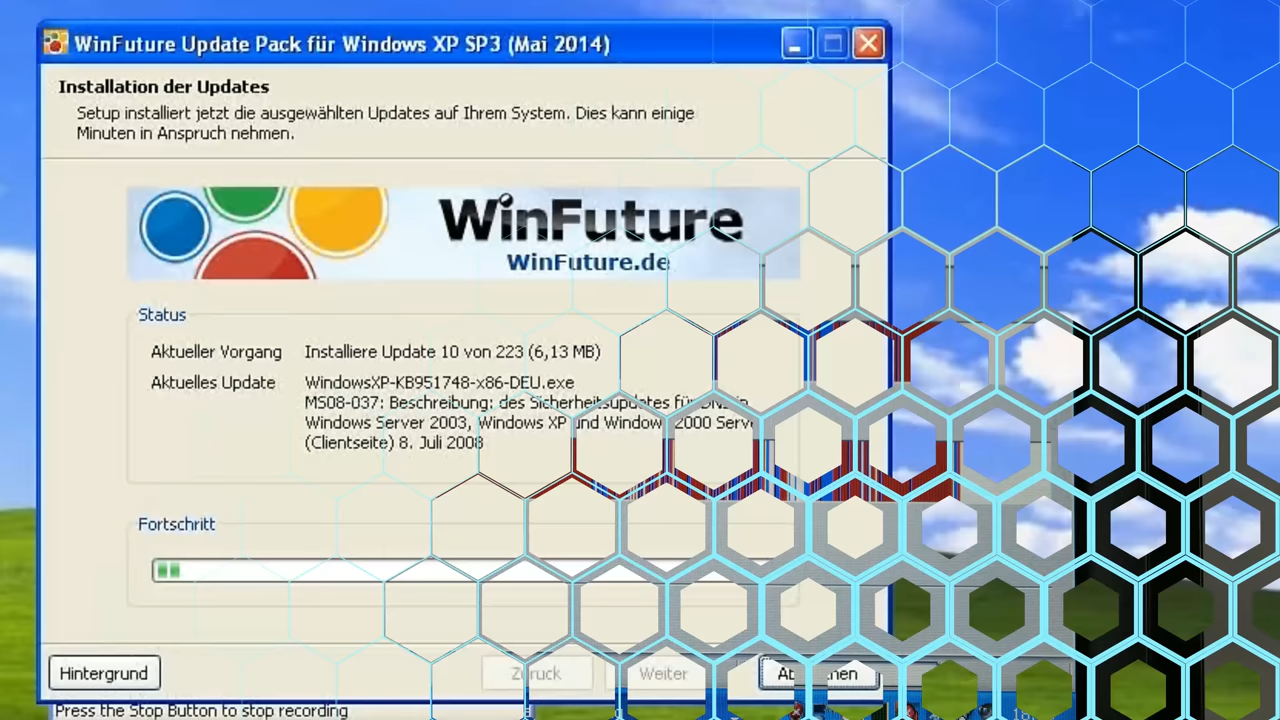 WinFuture Update Pack für Windows XP SP3 (Mai 2014)
Installation der Updates
Setup installiert jetzt die ausgewählten Updates auf Ihrem System. Dies kann einige
Minuten in Anspruch nehmen.
WinFuture
WinFuture.de
Status
Aktueller Vorgang Installiere Update 10 von 223 (6,13 MB)
Aktuelles Update WindowsXP-KB951748-x86-DEU.exe
MS08-037: Beschreibung: des Sicherheitsupdates für DNS in
Windows Server 2003, Windows XP und Windows 2000 Serv
(Clientseite) 8. Juli 2008
Fortschritt
Hintergrund Zurück Weiter
Press the Stop Button to stop recording